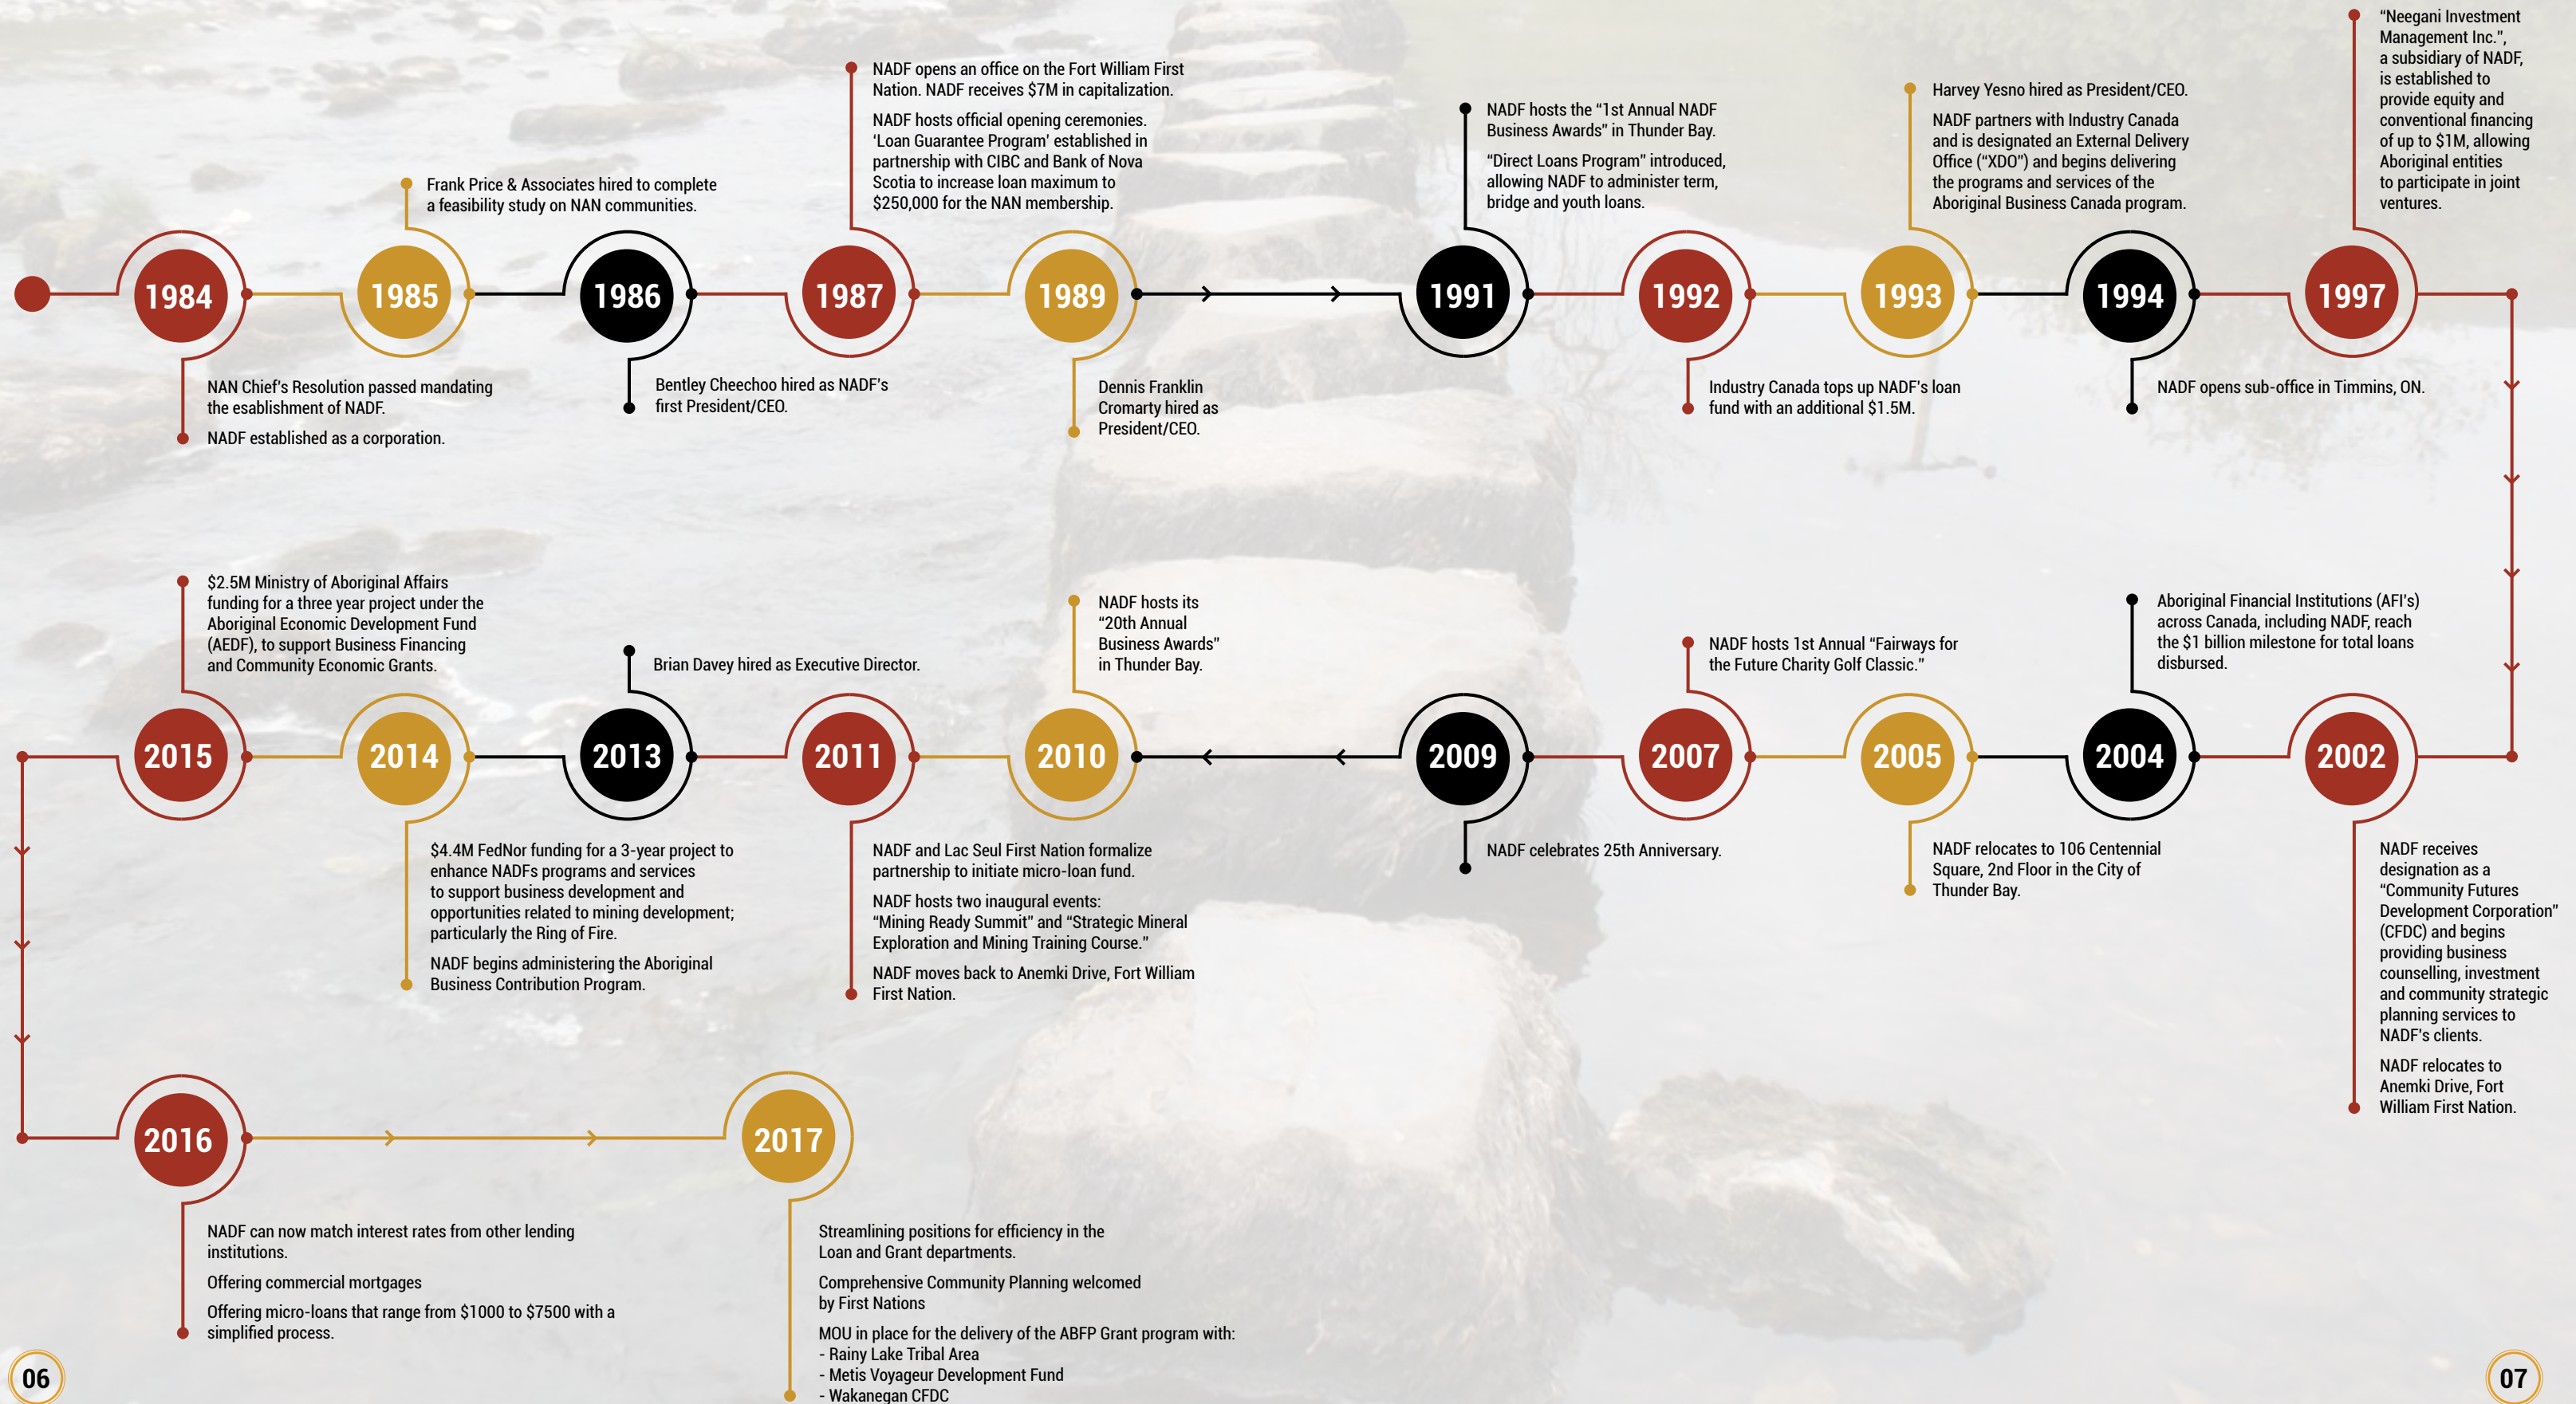 1984
NAN Chief's Resolution passed mandating
the esablishment of NADF.
NADF established as a corporation.
1985
Frank Price & Associates hired to complete
a feasibility study on NAN communities.
1986
Bentley Cheechoo hired as NADF's
first President/CEO.
1987
NADF opens an office on the Fort William First
Nation. NADF receives $7M in capitalization.
NADF hosts official opening ceremonies.
‘Loan Guarantee Program’ established in
partnership with CIBC and Bank of Nova
Scotia to increase loan maximum to
$250,000 for the NAN membership.
1989
Dennis Franklin
Cromarty hired as
President/CEO.
1991
NADF hosts the “1st Annual NADF
Business Awards” in Thunder Bay.
“Direct Loans Program” introduced,
allowing NADF to administer term,
bridge and youth loans.
1992
Industry Canada tops up NADF's loan
fund with an additional $1.5M.
1993
Harvey Yesno hired as President/CEO.
NADF partners with Industry Canada
and is designated an External Delivery
Office (“XDO”) and begins delivering
the programs and services of the
Aboriginal Business Canada program.
1994
NADF opens sub-office in Timmins, ON.
1997
“Neegani Investment
Management Inc.”,
a subsidiary of NADF,
is established to
provide equity and
conventional financing
of up to $1M, allowing
Aboriginal entities
to participate in joint
ventures.
2002
NADF receives
designation as a
“Community Futures
Development Corporation”
(CFDC) and begins
providing business
counselling, investment
and community strategic
planning services to
NADF's clients.
NADF relocates to
Anemki Drive, Fort
William First Nation.
2004
Aboriginal Financial Institutions (AFI's)
across Canada, including NADF, reach
the $1 billion milestone for total loans
disbursed.
2005
NADF relocates to 106 Centennial
Square, 2nd Floor in the City of
Thunder Bay.
2007
NADF hosts 1st Annual “Fairways for
the Future Charity Golf Classic.”
2009
NADF celebrates 25th Anniversary.
2010
NADF hosts its
“20th Annual
Business Awards”
in Thunder Bay.
2011
NADF and Lac Seul First Nation formalize
partnership to initiate micro-loan fund.
NADF hosts two inaugural events:
“Mining Ready Summit” and “Strategic Mineral
Exploration and Mining Training Course.”
NADF moves back to Anemki Drive, Fort William
First Nation.
2013
Brian Davey hired as Executive Director.
2014
$4.4M FedNor funding for a 3-year project to
enhance NADFs programs and services
to support business development and
opportunities related to mining development;
particularly the Ring of Fire.
NADF begins administering the Aboriginal
Business Contribution Program.
2015
$2.5M Ministry of Aboriginal Affairs
funding for a three year project under the
Aboriginal Economic Development Fund
(AEDF), to support Business Financing
and Community Economic Grants.
2016
NADF can now match interest rates from other lending
institutions.
Offering commercial mortgages
Offering micro-loans that range from $1000 to $7500 with a
simplified process.
2017
Streamlining positions for efficiency in the
Loan and Grant departments.
Comprehensive Community Planning welcomed
by First Nations
MOU in place for the delivery of the ABFP Grant program with:
- Rainy Lake Tribal Area
- Metis Voyageur Development Fund
- Wakanegan CFDC
06
07